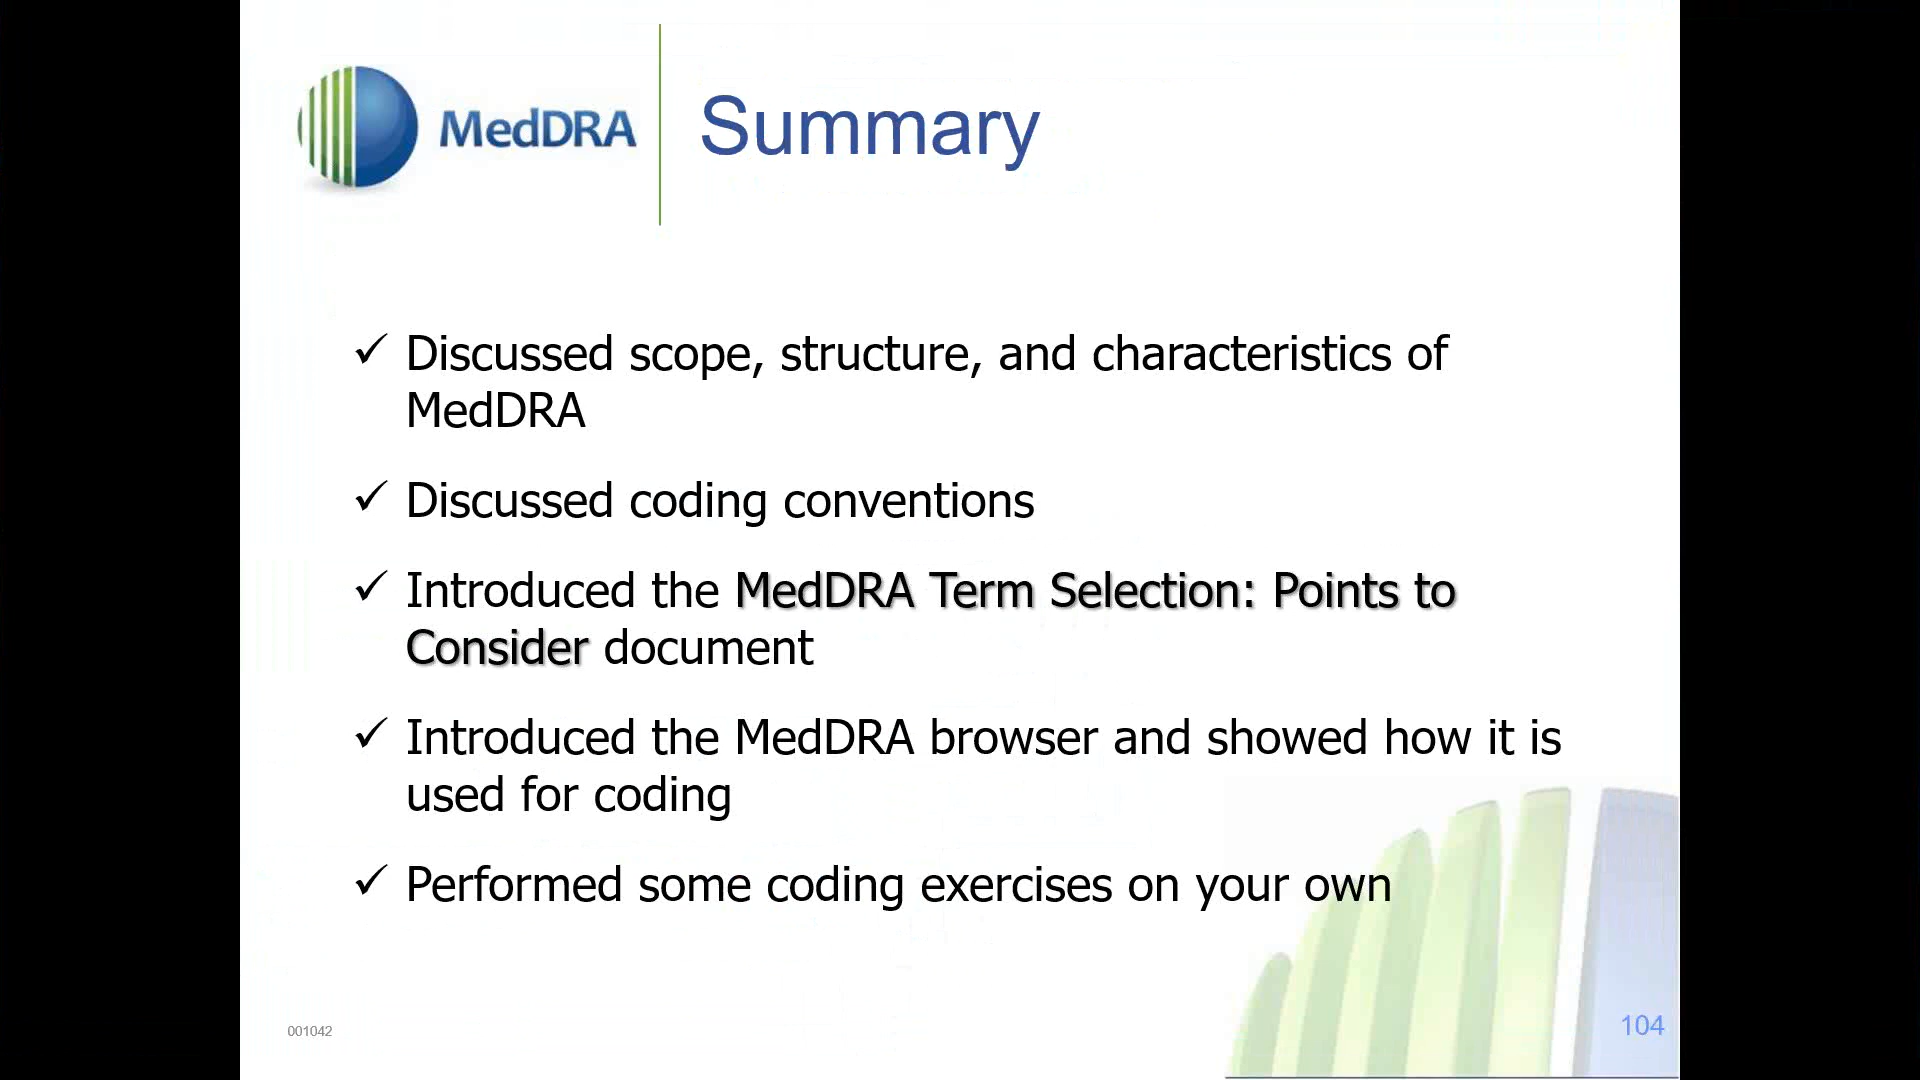 MedDRA
Summary
✓ Discussed scope, structure, and characteristics of
MedDRA
✓ Discussed coding conventions
✓ Introduced the MedDRA Term Selection: Points to
Consider document
✓ Introduced the MedDRA browser and showed how it is
used for coding
✓ Performed some coding exercises on your own
001042
104